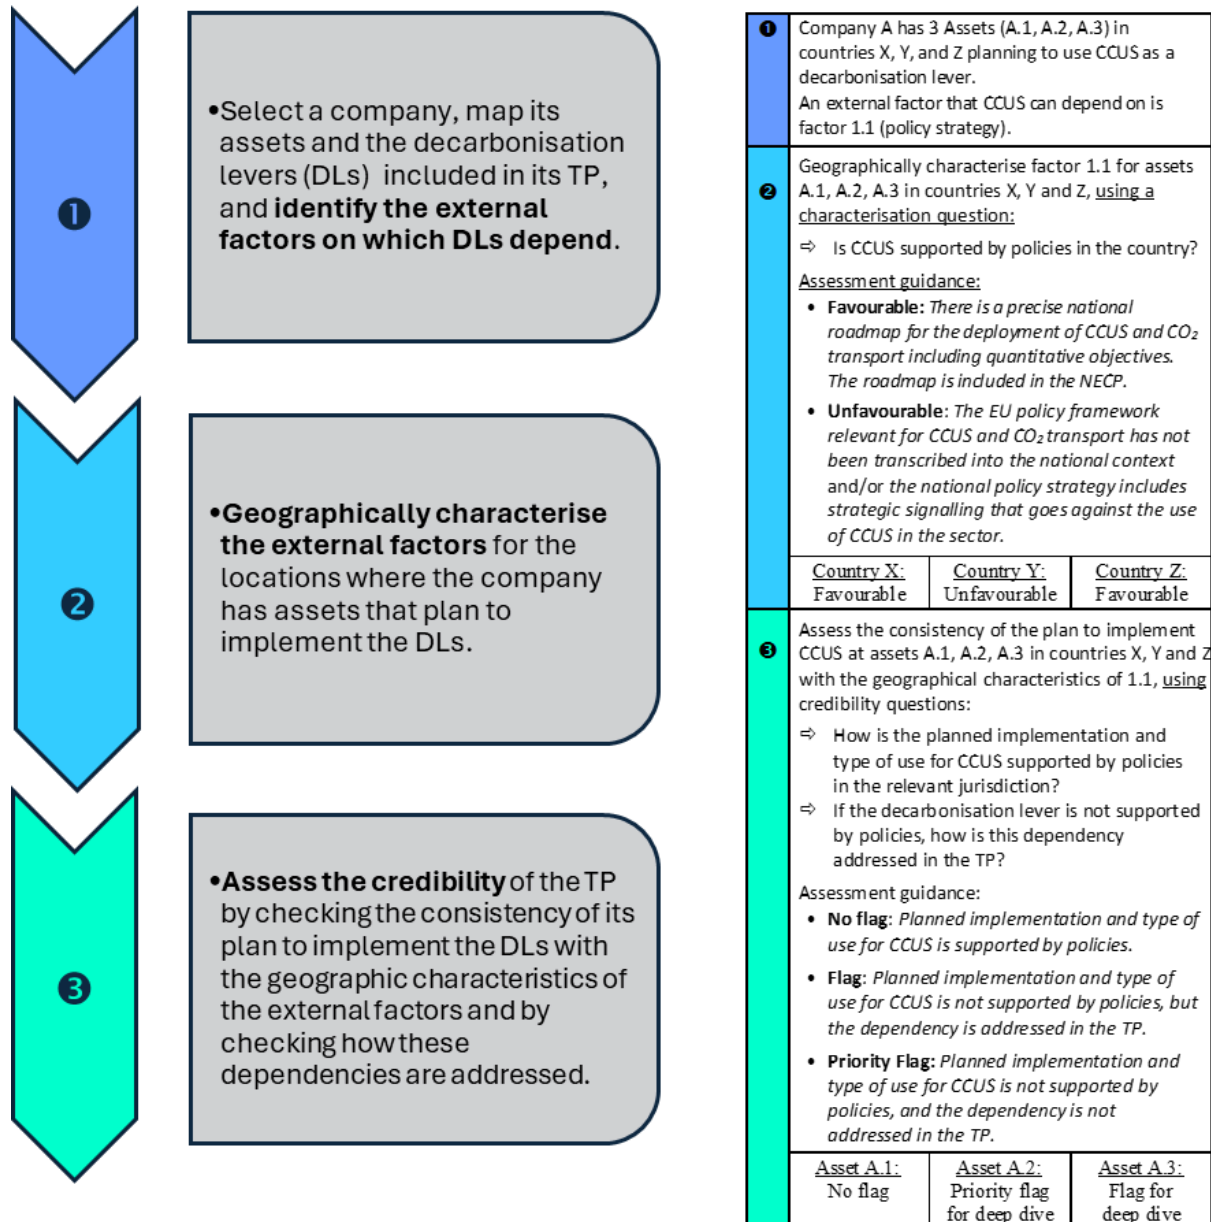 ❶
•Select a company, map its
assets and the decarbonisation
levers (DLs) included in its TP,
and identify the external
factors on which DLs depend.
❷
•Geographically characterise
the external factors for the
locations where the company
has assets that plan to
implement the DLs.
❸
•Assess the credibility of the TP
by checking the consistency of its
plan to implement the DLs with
the geographic characteristics of
the external factors and by
checking how these
dependencies are addressed.
❶
Company A has 3 Assets (A.1, A.2, A.3) in
countries X, Y, and Z planning to use CCUS as a
decarbonisation lever.
An external factor that CCUS can depend on is
factor 1.1 (policy strategy).
❷
Geographically characterise factor 1.1 for assets
A.1, A.2, A.3 in countries X, Y and Z, using a
characterisation question:
⇨ Is CCUS supported by policies in the country?
Assessment guidance:
• Favourable: There is a precise national
roadmap for the deployment of CCUS and CO₂
transport including quantitative objectives.
The roadmap is included in the NECP.
• Unfavourable: The EU policy framework
relevant for CCUS and CO₂ transport has not
been transcribed into the national context
and/or the national policy strategy includes
strategic signalling that goes against the use
of CCUS in the sector.
Country X:
Favourable
Country Y:
Unfavourable
Country Z:
Favourable
❸
Assess the consistency of the plan to implement
CCUS at assets A.1, A.2, A.3 in countries X, Y and Z
with the geographical characteristics of 1.1, using
credibility questions:
⇨ How is the planned implementation and
type of use for CCUS supported by policies
in the relevant jurisdiction?
⇨ If the decarbonisation lever is not supported
by policies, how is this dependency
addressed in the TP?
Assessment guidance:
• No flag: Planned implementation and type of
use for CCUS is supported by policies.
• Flag: Planned implementation and type of
use for CCUS is not supported by policies, but
the dependency is addressed in the TP.
• Priority Flag: Planned implementation and
type of use for CCUS is not supported by
policies, and the dependency is not
addressed in the TP.
Asset A.1:
No flag
Asset A.2:
Priority flag
for deep dive
Asset A.3:
Flag for
deep dive